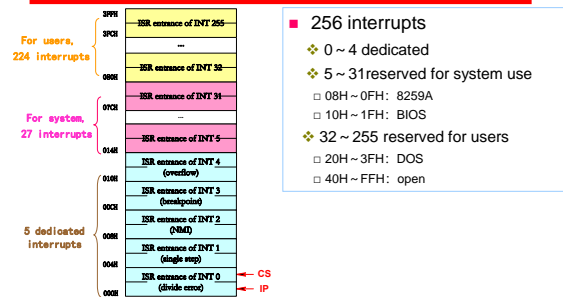 3FFH
ISR entrance of INT 255
3FCH
...
For users,
224 interrupts
ISR entrance of INT 32
080H
ISR entrance of INT 31
07CH
...
For system,
27 interrupts
ISR entrance of INT 5
014H
ISR entrance of INT 4
(overflow)
010H
ISR entrance of INT 3
(breakpoint)
00CH
ISR entrance of INT 2
(NMI)
5 dedicated
interrupts
008H
ISR entrance of INT 1
(single step)
004H
ISR entrance of INT 0
(divide error)
CS
IP
000H
256 interrupts
0 ~ 4 dedicated
5 ~ 31reserved for system use
08H ~ 0FH: 8259A
10H ~ 1FH: BIOS
32 ~ 255 reserved for users
20H ~ 3FH: DOS
40H ~ FFH: open